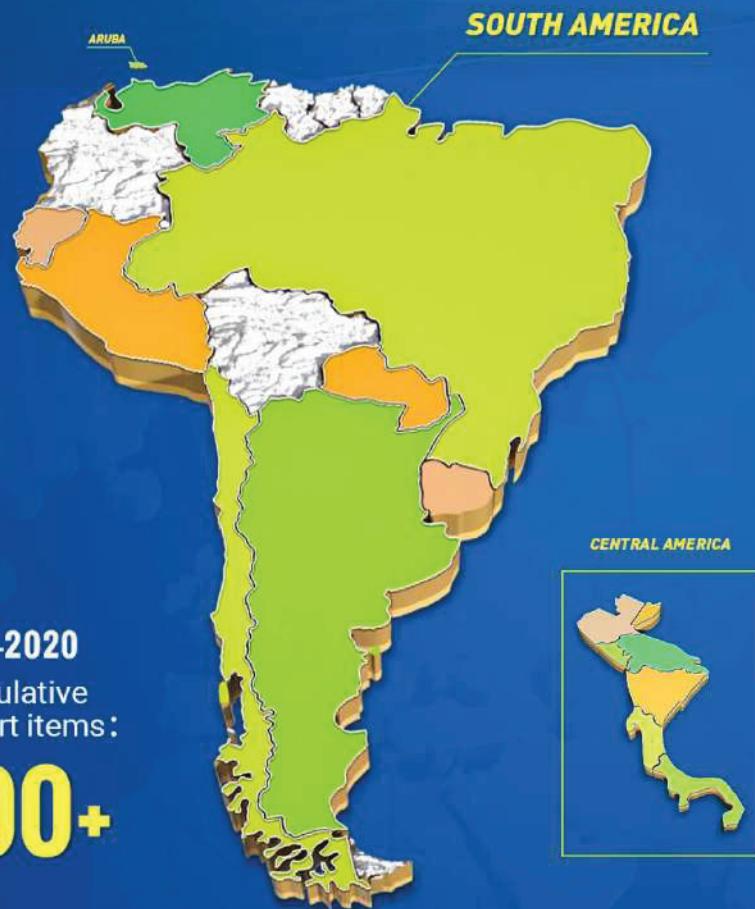 SOUTH AMERICA
ARUBA
CENTRAL AMERICA
-2020
ulative
rt items:
00+